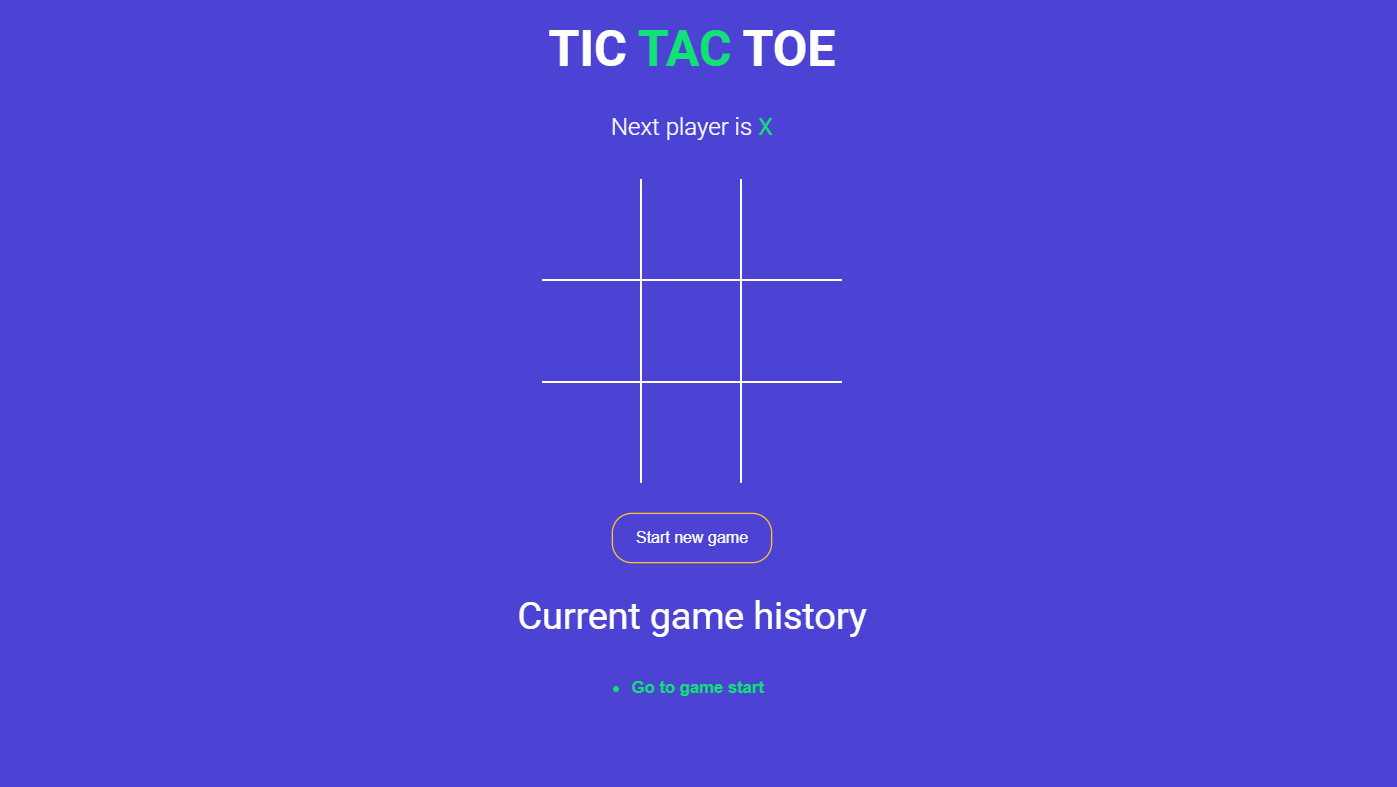 TIC TAC TOE
Next player is X
Start new game
Current game history
Go to game start